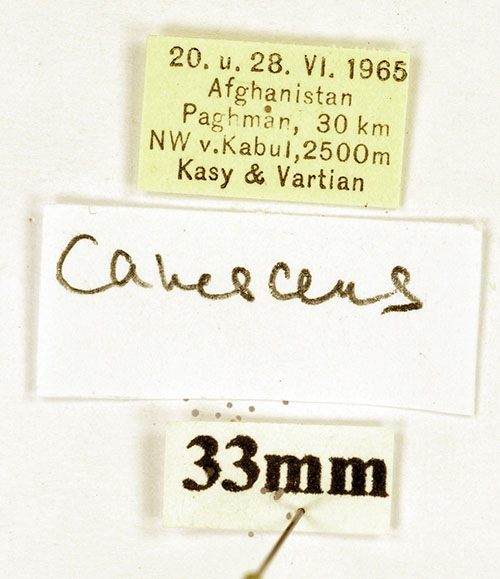 20. u. 28. VI. 1965
Afghanistan
Paghman, 30 km
NW v.Kabul,2500m
Kasy & Vartian
Canescens
33mm